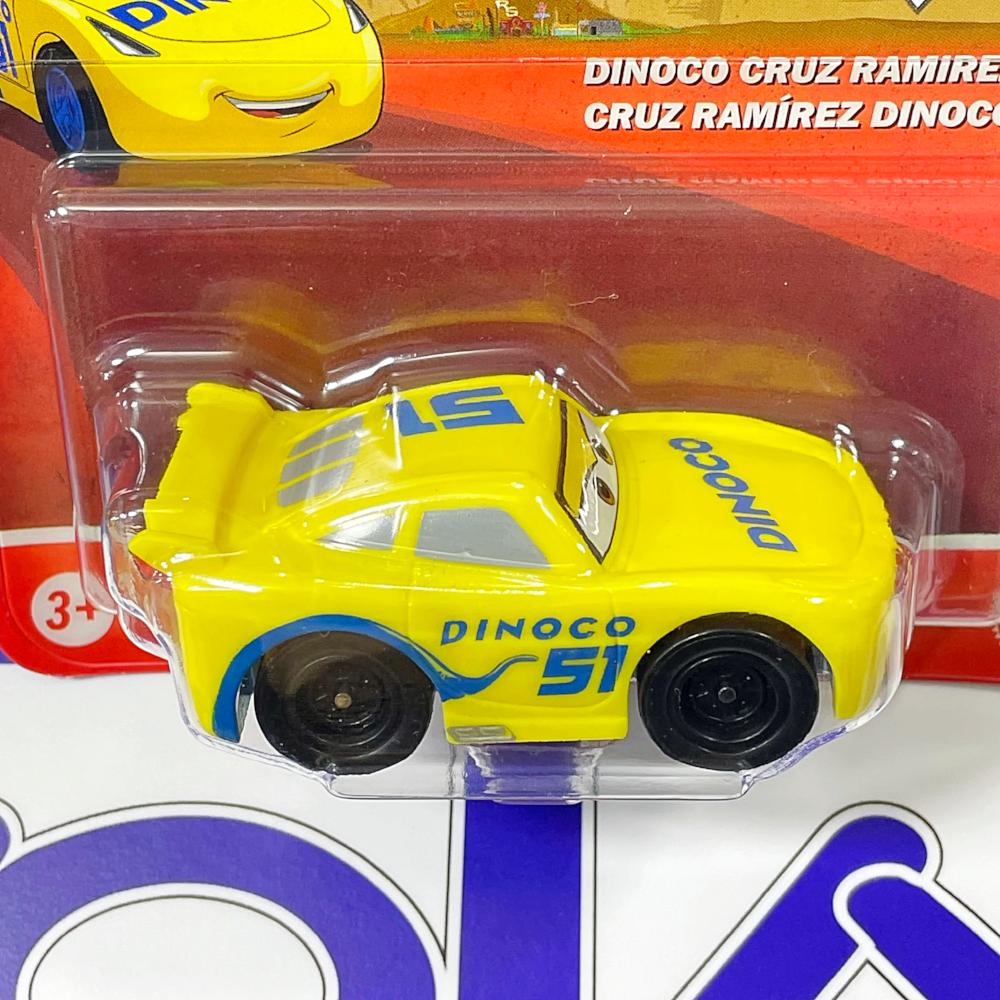 DINOCO CRUZ RAMIRE
CRUZ RAMÍREZ DINOCO
51
DINOCO
DINOCO
51
3+